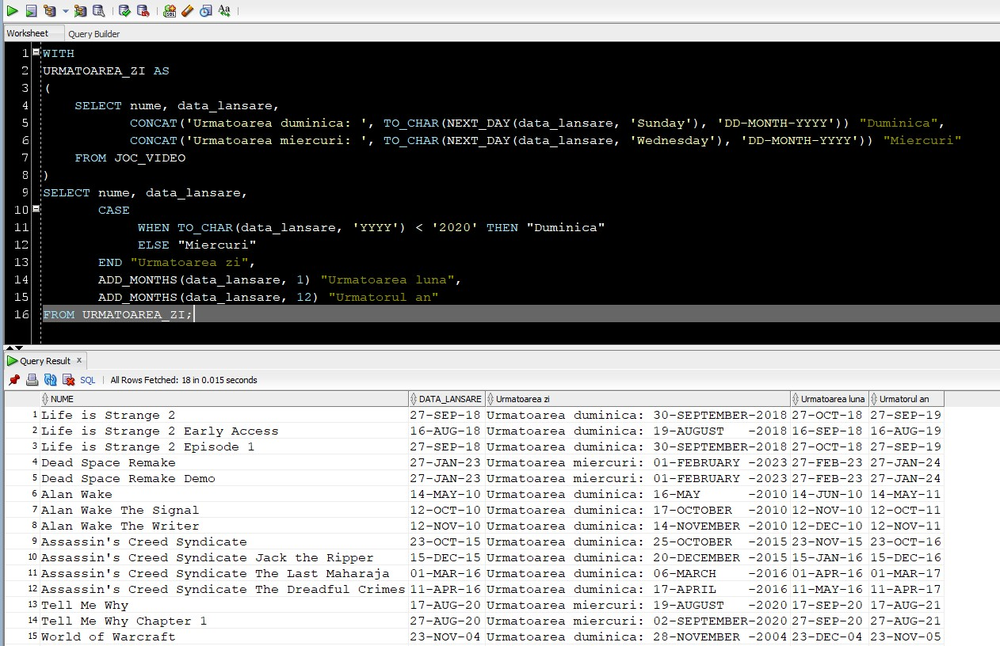 Worksheet Query Builder
1 WITH
2 URMATOAREA_ZI AS
3 (
4 SELECT nume, data_lansare,
5 CONCAT('Urmatoarea duminica: ', TO_CHAR(NEXT_DAY(data_lansare, 'Sunday'), 'DD-MONTH-YYYY')) "Duminica",
6 CONCAT('Urmatoarea miercuri: ', TO_CHAR(NEXT_DAY(data_lansare, 'Wednesday'), 'DD-MONTH-YYYY')) "Miercuri"
7 FROM JOC_VIDEO
8 )
9 SELECT nume, data_lansare,
10 CASE
11 WHEN TO_CHAR(data_lansare, 'YYYY') < '2020' THEN "Duminica"
12 ELSE "Miercuri"
13 END "Urmatoarea zi",
14 ADD_MONTHS(data_lansare, 1) "Urmatoarea luna",
15 ADD_MONTHS(data_lansare, 12) "Urmatorul an"
16 FROM URMATOAREA_ZI;
Query Result x
SQL | All Rows Fetched: 18 in 0.015 seconds
NUME DATA_LANSARE Urmatoarea zi Urmatoarea luna Urmatorul an
1 Life is Strange 2 27-SEP-18 Urmatoarea duminica: 30-SEPTEMBER-2018 27-OCT-18 27-SEP-19
2 Life is Strange 2 Early Access 16-AUG-18 Urmatoarea duminica: 19-AUGUST   -2018 16-SEP-18 16-AUG-19
3 Life is Strange 2 Episode 1 27-SEP-18 Urmatoarea duminica: 30-SEPTEMBER-2018 27-OCT-18 27-SEP-19
4 Dead Space Remake 27-JAN-23 Urmatoarea miercuri: 01-FEBRUARY -2023 27-FEB-23 27-JAN-24
5 Dead Space Remake Demo 27-JAN-23 Urmatoarea miercuri: 01-FEBRUARY -2023 27-FEB-23 27-JAN-24
6 Alan Wake 14-MAY-10 Urmatoarea duminica: 16-MAY      -2010 14-JUN-10 14-MAY-11
7 Alan Wake The Signal 12-OCT-10 Urmatoarea duminica: 17-OCTOBER  -2010 12-NOV-10 12-OCT-11
8 Alan Wake The Writer 12-NOV-10 Urmatoarea duminica: 14-NOVEMBER -2010 12-DEC-10 12-NOV-11
9 Assassin's Creed Syndicate 23-OCT-15 Urmatoarea duminica: 25-OCTOBER  -2015 23-NOV-15 23-OCT-16
10 Assassin's Creed Syndicate Jack the Ripper 15-DEC-15 Urmatoarea duminica: 20-DECEMBER -2015 15-JAN-16 15-DEC-16
11 Assassin's Creed Syndicate The Last Maharaja 01-MAR-16 Urmatoarea duminica: 06-MARCH    -2016 01-APR-16 01-MAR-17
12 Assassin's Creed Syndicate The Dreadful Crimes 11-APR-16 Urmatoarea duminica: 17-APRIL    -2016 11-MAY-16 11-APR-17
13 Tell Me Why 17-AUG-20 Urmatoarea miercuri: 19-AUGUST   -2020 17-SEP-20 17-AUG-21
14 Tell Me Why Chapter 1 27-AUG-20 Urmatoarea miercuri: 02-SEPTEMBER-2020 27-SEP-20 27-AUG-21
15 World of Warcraft 23-NOV-04 Urmatoarea duminica: 28-NOVEMBER -2004 23-DEC-04 23-NOV-05